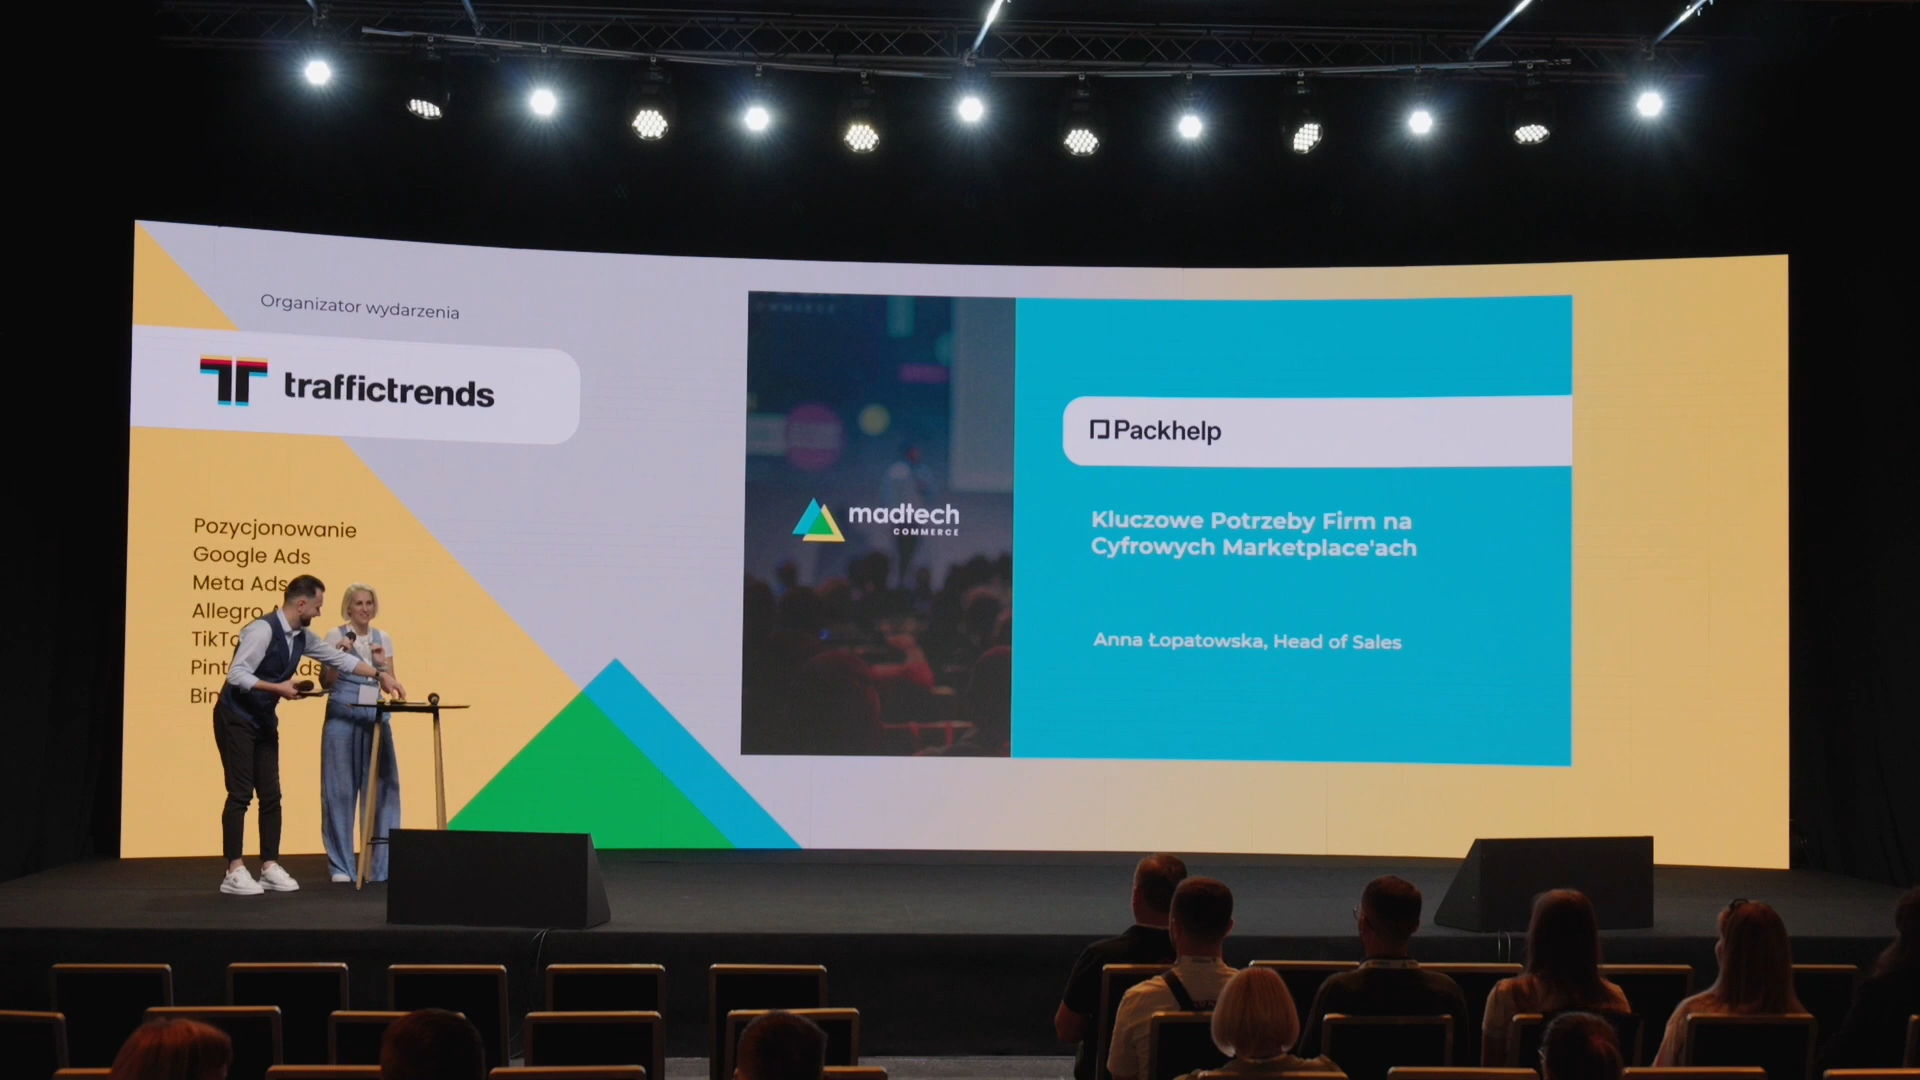 Organizator wydarzenia
traffictrends
Pozycjonowanie
Google Ads
Meta Ads
Allegro
madtech
COMMERCE
Packhelp
Kluczowe Potrzeby Firm na
Cyfrowych Marketplace'ach
Anna Łopatowska, Head of Sales